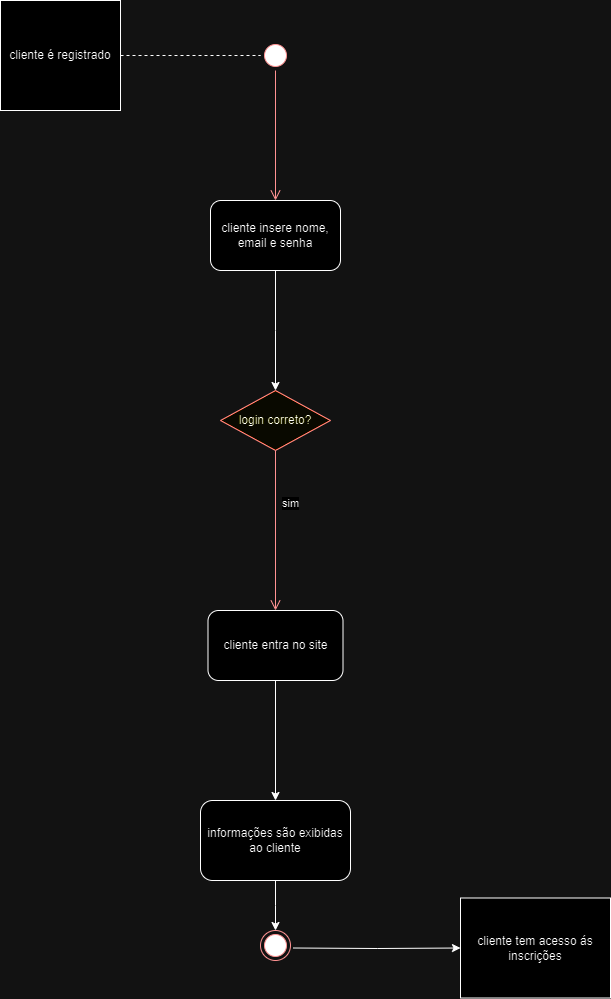 cliente é registrado
cliente insere nome,
email e senha
login correto?
sim
cliente entra no site
informações são exibidas
ao cliente
cliente tem acesso ás
inscrições